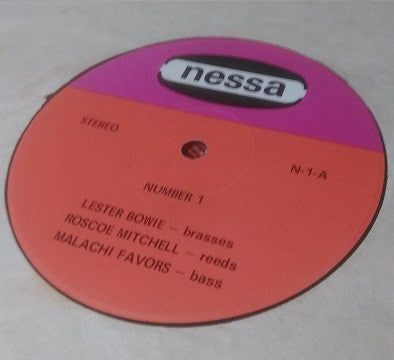 nessa
STEREO
N-1-A
NUMBER 1
LESTER BOWIE – brasses
ROSCOE MITCHELL – reeds
MALACHI FAVORS – bass